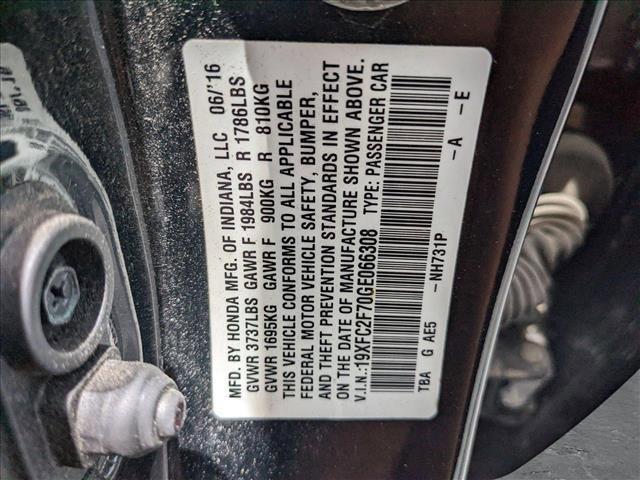 MFD. BY HONDA MFG. OF INDIANA, LLC 06/'16
GVWR 3737LBS GAWR F 1984LBS R 1786LBS
GVWR 1695KG GAWR F 900KG R 810KG
THIS VEHICLE CONFORMS TO ALL APPLICABLE
FEDERAL MOTOR VEHICLE SAFETY, BUMPER,
AND THEFT PREVENTION STANDARDS IN EFFECT
ON THE DATE OF MANUFACTURE SHOWN ABOVE.
V.I.N.:19XFC2F70GE066308 TYPE: PASSENGER CAR
TBA G AE5 -NH731P -A -E